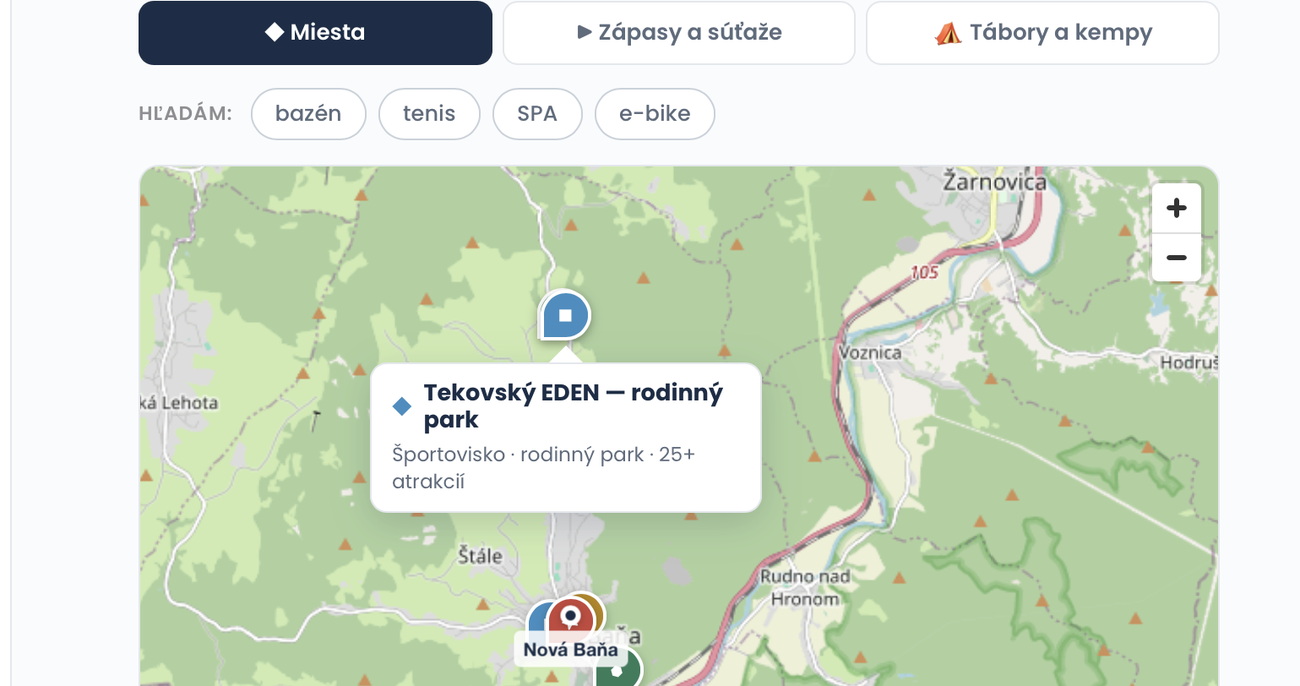 Miesta
Zápasy a súťaže
Tábory a kempy
HĽADÁM:
bazén
tenis
SPA
e-bike
Žarnovica
105
Voznica
Hodruš
ká Lehota
Tekovský EDEN — rodinný
park
Športovisko · rodinný park · 25+
atrakcií
Štále
Rudno nad
Hronom
Nová Baňa